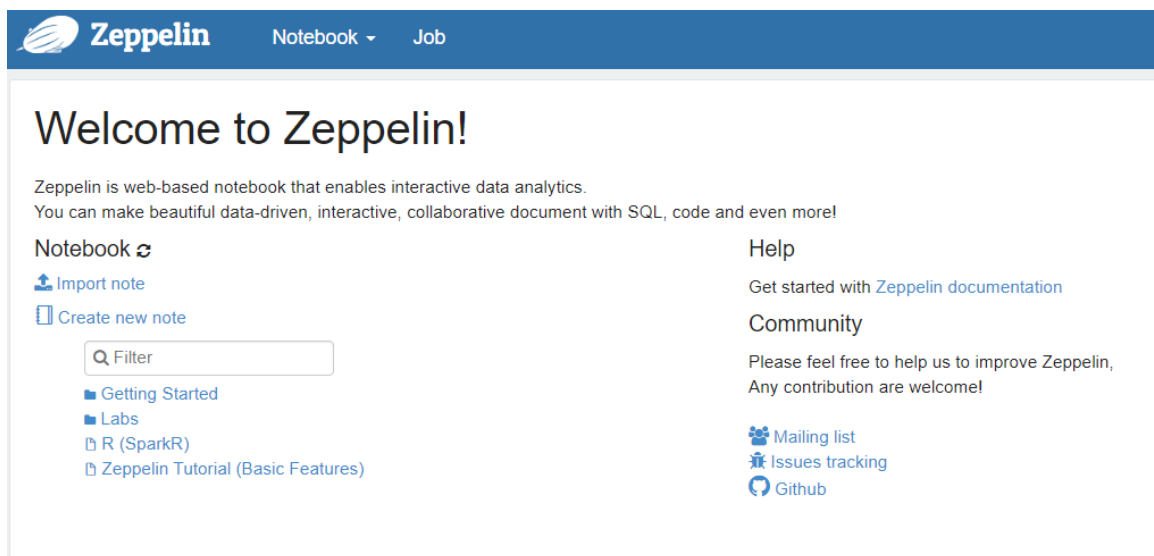 Zeppelin Notebook Job
Welcome to Zeppelin!
Zeppelin is web-based notebook that enables interactive data analytics.
You can make beautiful data-driven, interactive, collaborative document with SQL, code and even more!
Notebook
Import note
Create new note
Filter
Getting Started
Labs
R (SparkR)
Zeppelin Tutorial (Basic Features)
Help
Get started with Zeppelin documentation
Community
Please feel free to help us to improve Zeppelin,
Any contribution are welcome!
Mailing list
Issues tracking
Github